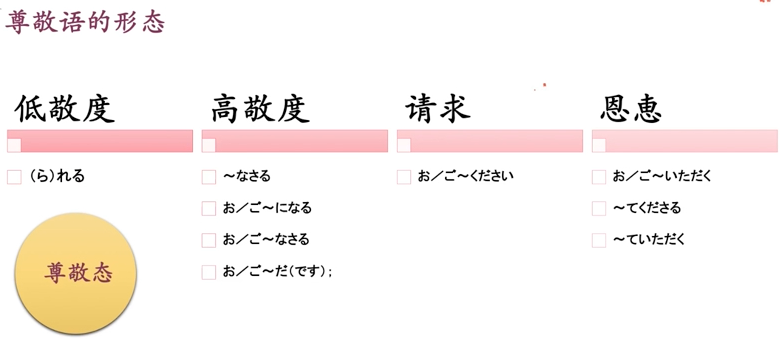 尊敬语的形态
低敬度
(ら)れる
尊敬态
高敬度
～なさる
お／ご～になる
お／ご～なさる
お／ご～だ(です);
请求
お／ご～ください
恩惠
お／ご～いただく
～てくださる
～ていただく